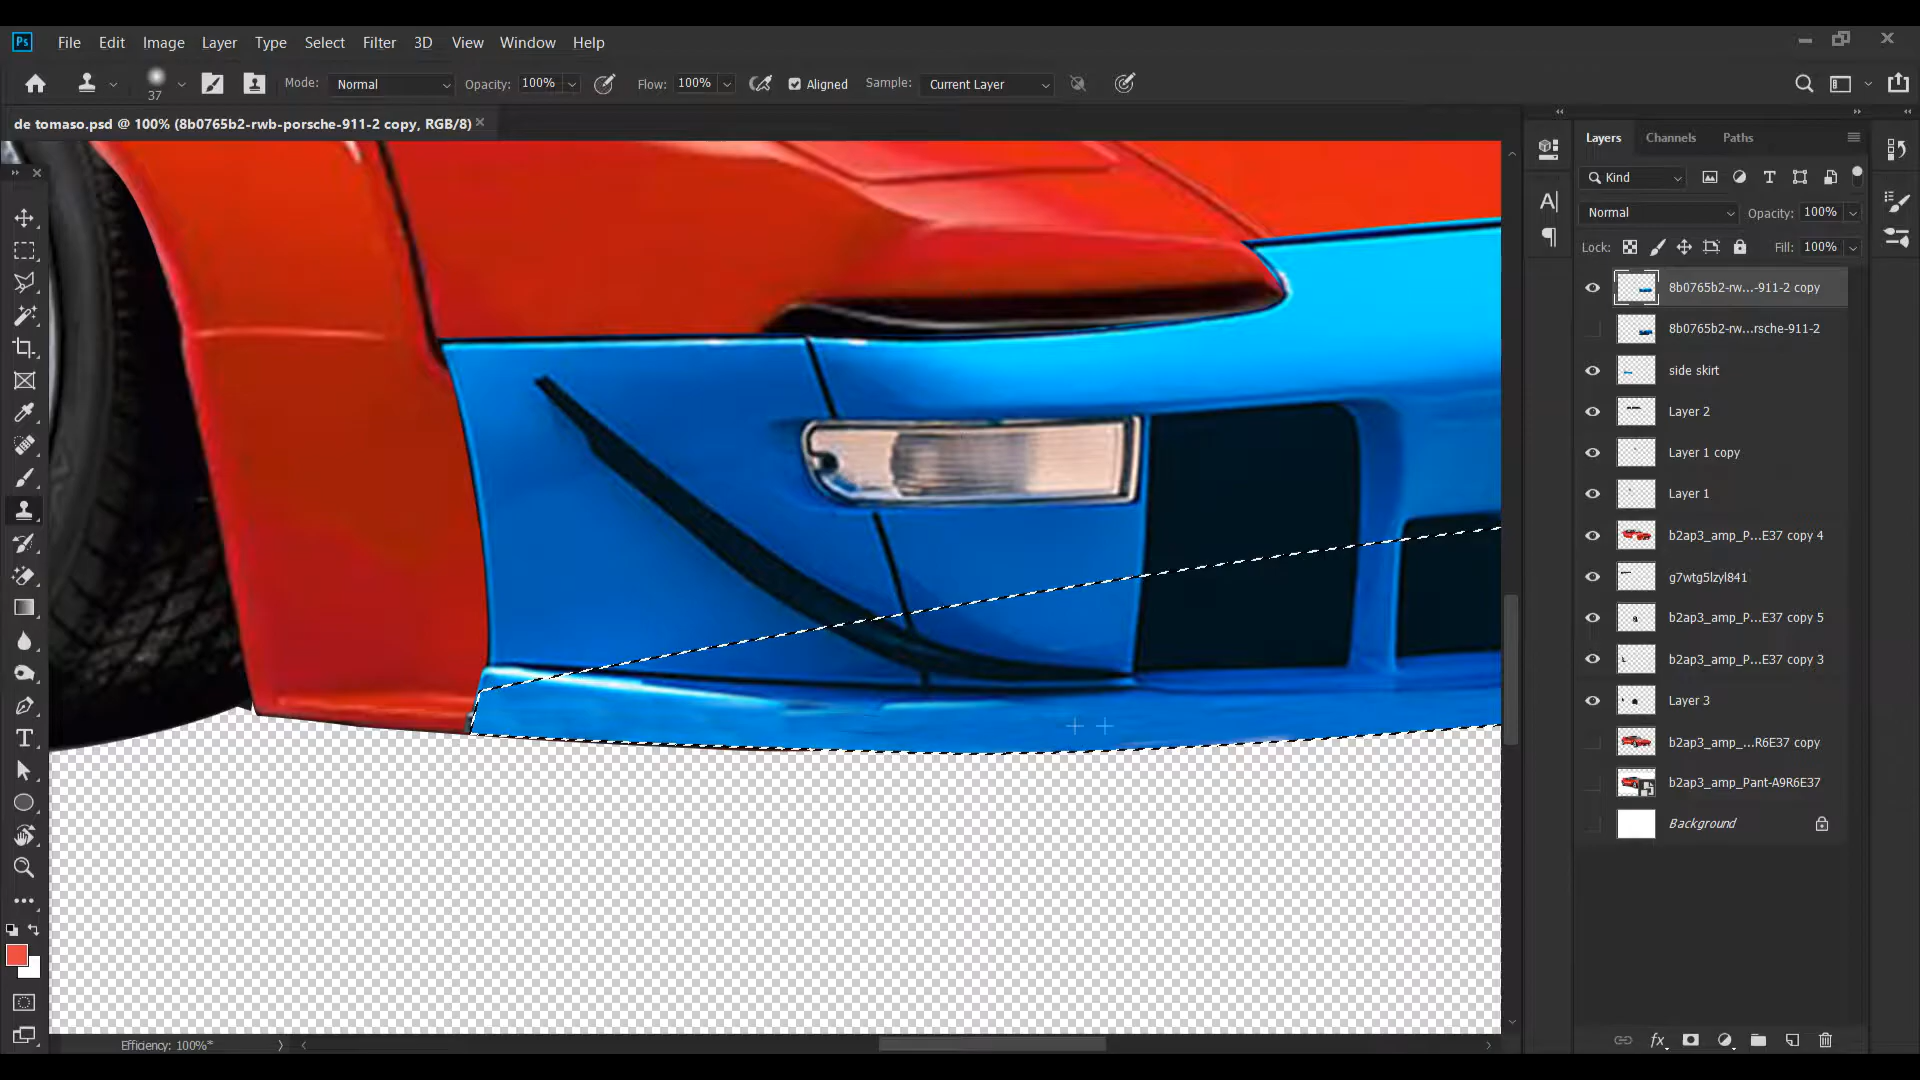 Ps File Edit Image Layer Type Select Filter 3D View Window Help
37 Mode: Normal Opacity: 100% Flow: 100% Aligned Sample: Current Layer
de tomaso.psd @ 100% (8b0765b2-rwb-porsche-911-2 copy, RGB/8)
Layers Channels Paths
Kind
Normal Opacity: 100%
Lock: Fill: 100%
8b0765b2-rw...-911-2 copy
8b0765b2-rw...rsche-911-2
side skirt
Layer 2
Layer 1 copy
Layer 1
b2ap3_amp_P...E37 copy 4
g7wtg5lzyl841
b2ap3_amp_P...E37 copy 5
b2ap3_amp_P...E37 copy 3
Layer 3
b2ap3_amp_...R6E37 copy
b2ap3_amp_Pant-A9R6E37
Background
Efficiency: 100%*